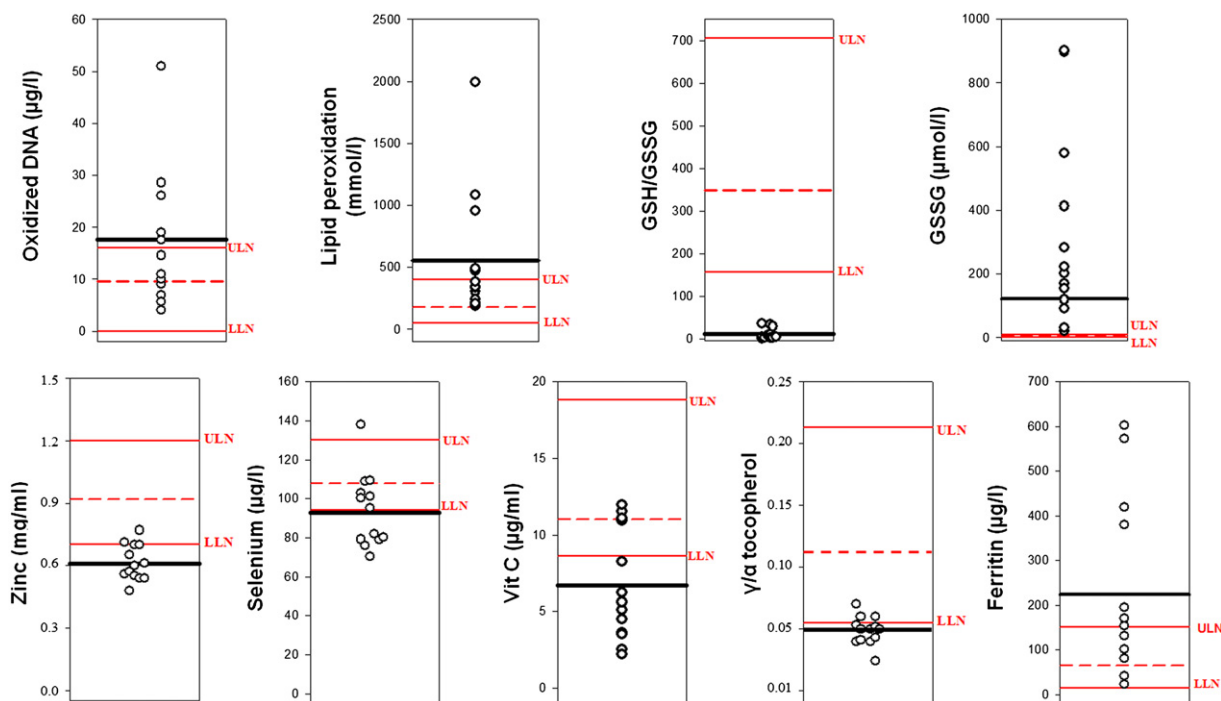 Oxidized DNA (µg/l)
60
50
40
30
20
10
0
ULN
LLN
Lipid peroxidation
(mmol/l)
2500
2000
1500
1000
500
0
ULN
LLN
GSH/GSSG
700
600
500
400
300
200
100
0
ULN
LLN
GSSG (µmol/l)
1000
800
600
400
200
0
ULN
LLN
Zinc (mg/ml)
1.5
1.2
0.9
0.6
0.3
0.0
ULN
LLN
Selenium (µg/l)
160
140
120
100
80
60
40
20
0
ULN
LLN
Vit C (µg/ml)
20
15
10
5
0
ULN
LLN
γ/α tocopherol
0.25
0.20
0.15
0.10
0.05
0.01
ULN
LLN
Ferritin (µg/l)
700
600
500
400
300
200
150
100
50
0
ULN
LLN